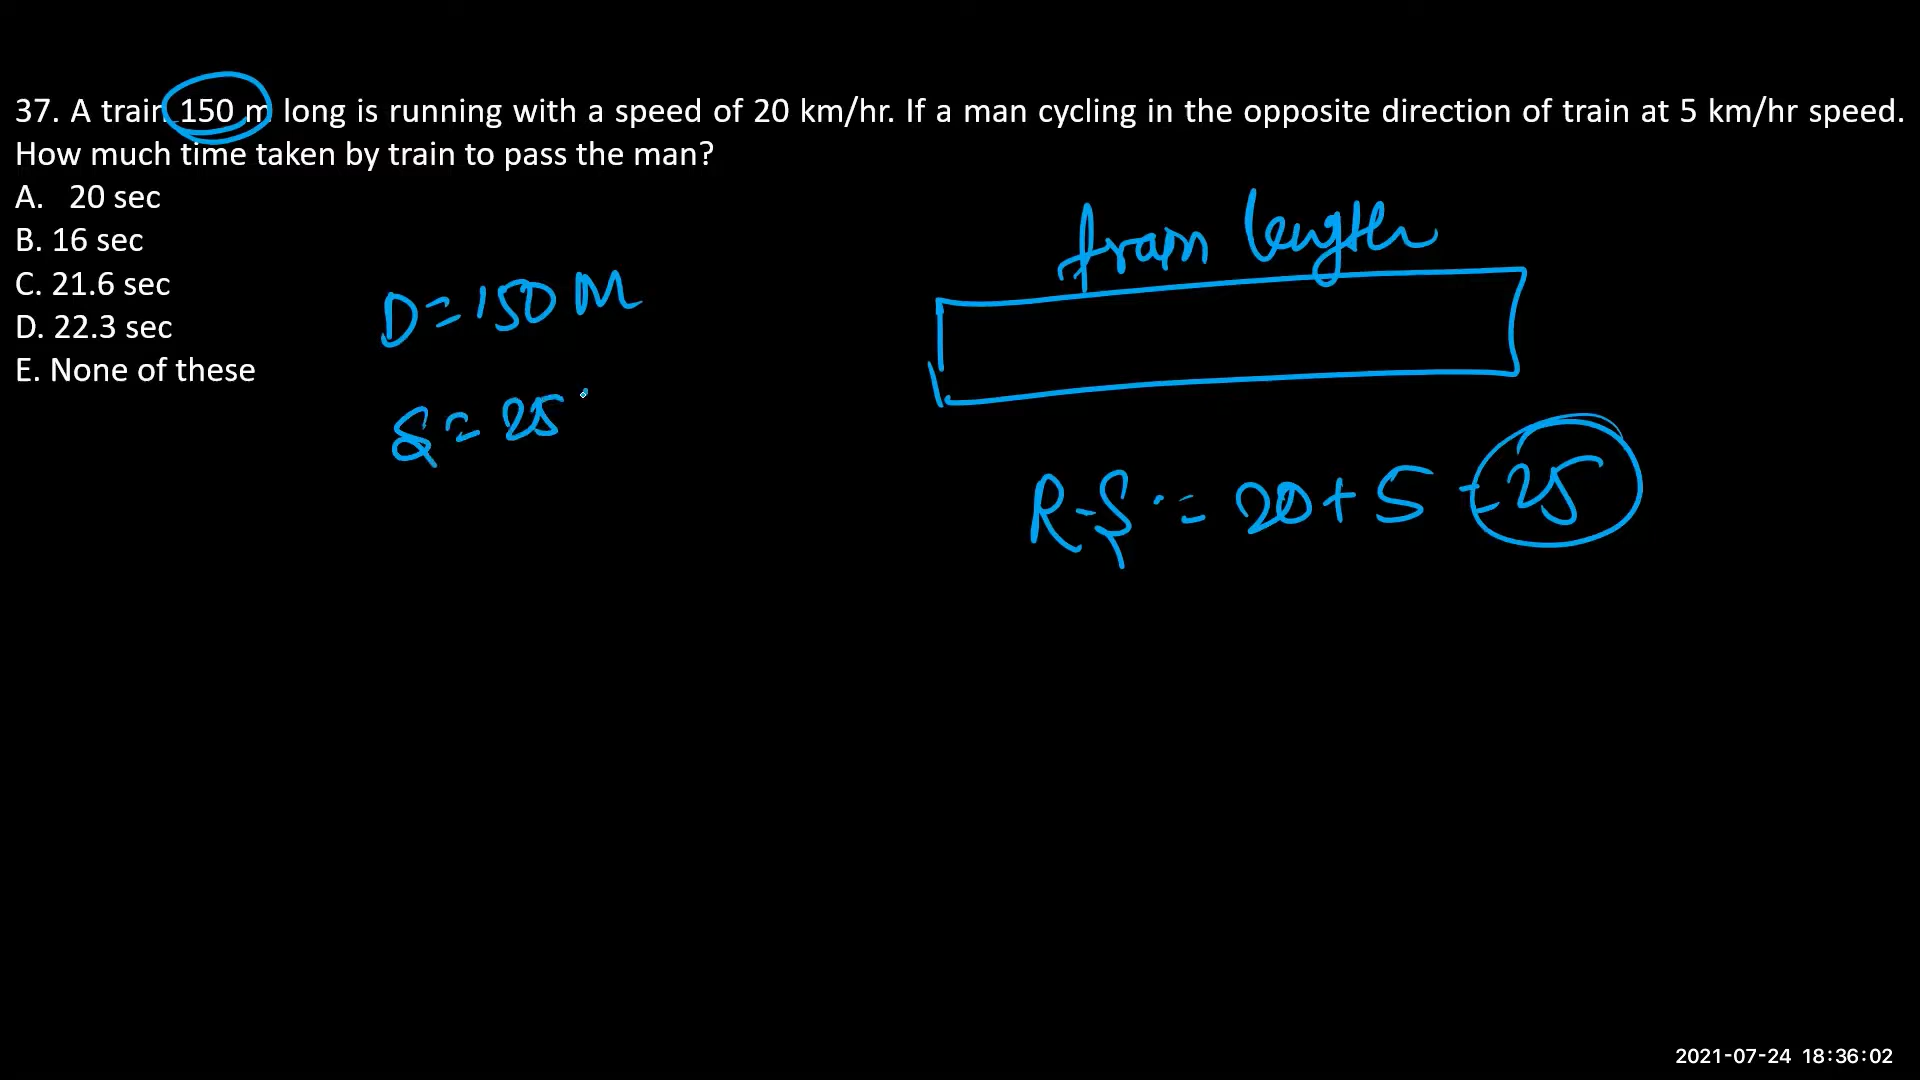 37. A train 150 m long is running with a speed of 20 km/hr. If a man cycling in the opposite direction of train at 5 km/hr speed.
How much time taken by train to pass the man?
A. 20 sec
B. 16 sec
C. 21.6 sec
D. 22.3 sec
E. None of these
train length
D = 150 M
S = 25
R-S = 20 + 5 = 25
2021-07-24 18:36:02